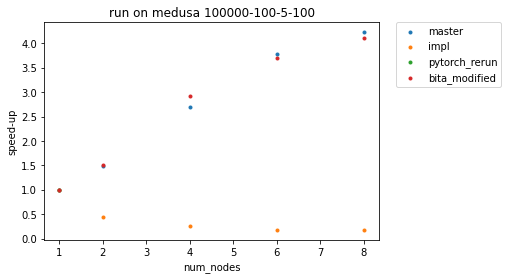 run on medusa 100000-100-5-100
master
impl
pytorch_rerun
bita_modified
speed-up
4.0
3.5
3.0
2.5
2.0
1.5
1.0
0.5
0.0
1 2 3 4 5 6 7 8
num_nodes